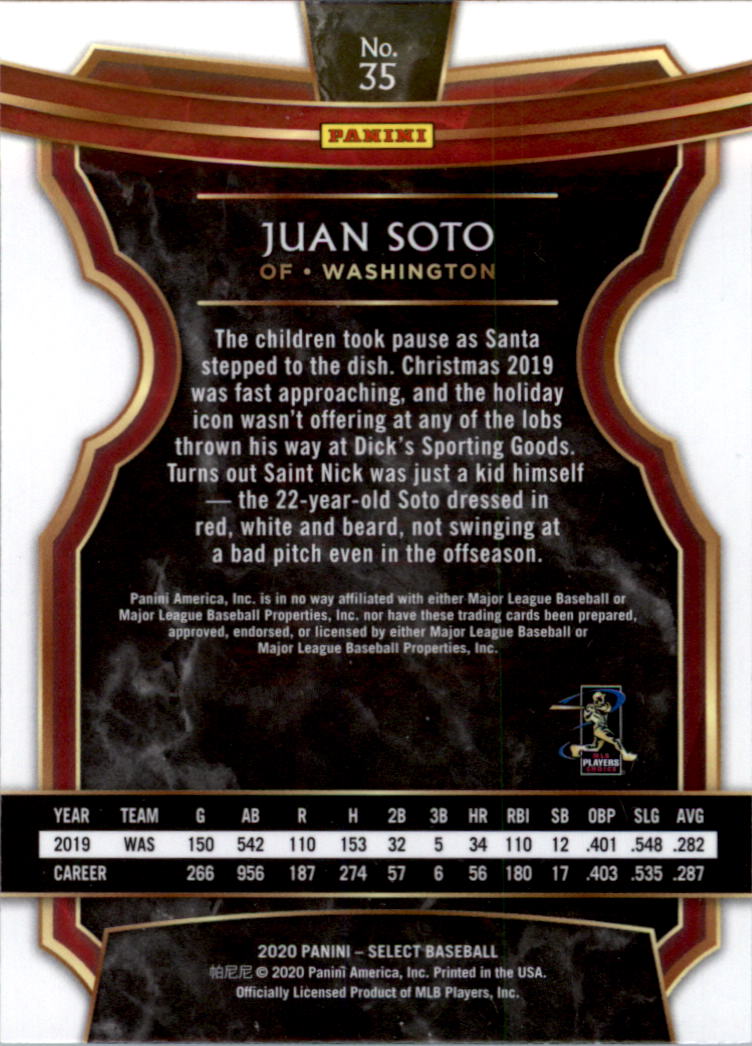 No.
35
PANINI
JUAN SOTO
OF • WASHINGTON
The children took pause as Santa
stepped to the dish. Christmas 2019
was fast approaching, and the holiday
icon wasn't offering at any of the lobs
thrown his way at Dick's Sporting Goods.
Turns out Saint Nick was just a kid himself
— the 22-year-old Soto dressed in
red, white and beard, not swinging at
a bad pitch even in the offseason.
Panini America, Inc. is in no way affiliated with either Major League Baseball or
Major League Baseball Properties, Inc. nor have these trading cards been prepared,
approved, endorsed, or licensed by either Major League Baseball or
Major League Baseball Properties, Inc.
MLB
PLAYERS
CHOICE
YEAR TEAM G AB R H 2B 3B HR RBI SB OBP SLG AVG
2019 WAS 150 542 110 153 32 5 34 110 12 .401 .548 .282
CAREER 266 956 187 274 57 6 56 180 17 .403 .535 .287
2020 PANINI – SELECT BASEBALL
帕尼尼 © 2020 Panini America, Inc. Printed in the USA.
Officially Licensed Product of MLB Players, Inc.